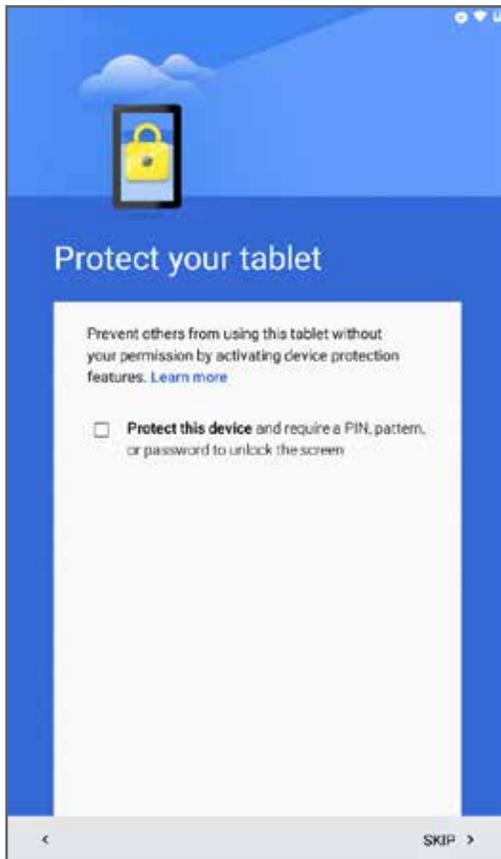 Protect your tablet
Prevent others from using this tablet without
your permission by activating device protection
features. Learn more
Protect this device and require a PIN, pattern,
or password to unlock the screen
SKIP